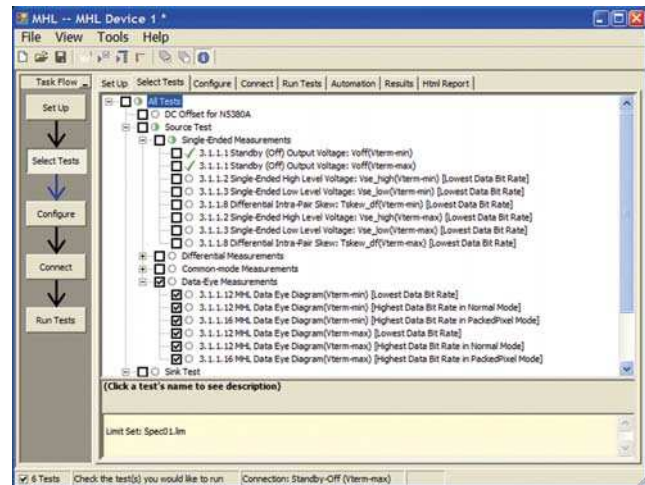 MHL -- MHL Device 1 *
File View Tools Help
Task Flow
Set Up Select Tests Configure Connect Run Tests Automation Results Html Report
Set Up
Select Tests
Configure
Connect
Run Tests
All Tests
DC Offset for N5380A
Source Test
Single-Ended Measurements
3.1.1.1 Standby (Off) Output Voltage: Voff(Vterm-min)
3.1.1.1 Standby (Off) Output Voltage: Voff(Vterm-max)
3.1.1.2 Single-Ended High Level Voltage: Vse_high(Vterm-min) [Lowest Data Bit Rate]
3.1.1.3 Single-Ended Low Level Voltage: Vse_low(Vterm-min) [Lowest Data Bit Rate]
3.1.1.8 Differential Intra-Pair Skew: Tskew_df(Vterm-min) [Lowest Data Bit Rate]
3.1.1.2 Single-Ended High Level Voltage: Vse_high(Vterm-max) [Lowest Data Bit Rate]
3.1.1.3 Single-Ended Low Level Voltage: Vse_low(Vterm-max) [Lowest Data Bit Rate]
3.1.1.8 Differential Intra-Pair Skew: Tskew_df(Vterm-max) [Lowest Data Bit Rate]
Differential Measurements
Common-mode Measurements
Data-Eye Measurements
3.1.1.12 MHL Data Eye Diagram(Vterm-min) [Lowest Data Bit Rate]
3.1.1.12 MHL Data Eye Diagram(Vterm-min) [Highest Data Bit Rate in Normal Mode]
3.1.1.16 MHL Data Eye Diagram(Vterm-min) [Highest Data Bit Rate in PackedPixel Mode]
3.1.1.12 MHL Data Eye Diagram(Vterm-max) [Lowest Data Bit Rate]
3.1.1.12 MHL Data Eye Diagram(Vterm-max) [Highest Data Bit Rate in Normal Mode]
3.1.1.16 MHL Data Eye Diagram(Vterm-max) [Highest Data Bit Rate in PackedPixel Mode]
Sink Test
(Click a test's name to see description)
Limit Set: Spec01.lim
6 Tests Check the test(s) you would like to run Connection: Standby-Off (Vterm-max)